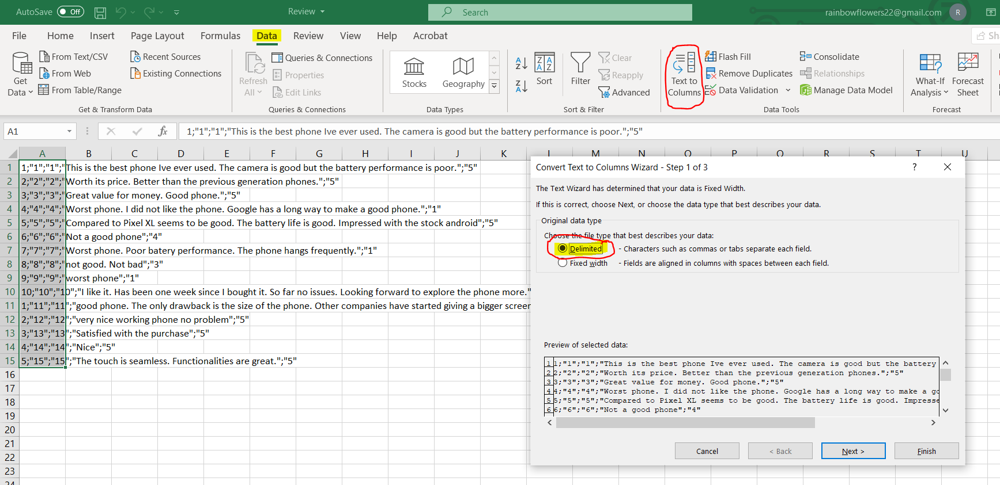 AutoSave Off Review Search rainbowflowers22@gmail.com R
File Home Insert Page Layout Formulas Data Review View Help Acrobat Sh
Get Data
From Text/CSV
From Web
From Table/Range
Recent Sources
Existing Connections
Get & Transform Data
Refresh All
Queries & Connections
Properties
Edit Links
Queries & Connections
Stocks Geography
Data Types
Sort
Filter
Clear
Reapply
Advanced
Sort & Filter
Text to Columns
Flash Fill
Remove Duplicates
Data Validation
Consolidate
Relationships
Manage Data Model
Data Tools
What-If Analysis
Forecast Sheet
Forecast
A1 fx 1;"1";"1";"This is the best phone Ive ever used. The camera is good but the battery performance is poor.";"5"
A B C D E F G H I J K L M N O P Q R S T U
1 1;"1";"1";"This is the best phone Ive ever used. The camera is good but the battery performance is poor.";"5"
2 2;"2";"2";"Worth its price. Better than the previous generation phones.";"5"
3 3;"3";"3";"Great value for money. Good phone.";"5"
4 4;"4";"4";"Worst phone. I did not like the phone. Google has a long way to make a good phone.";"1"
5 5;"5";"5";"Compared to Pixel XL seems to be good. The battery life is good. Impressed with the stock android";"5"
6 6;"6";"6";"Not a good phone";"4"
7 7;"7";"7";"Worst phone. Poor batery performance. The phone hangs frequently.";"1"
8 8;"8";"8";"not good. Not bad";"3"
9 9;"9";"9";"worst phone";"1"
10 10;"10";"10";"I like it. Has been one week since I bought it. So far no issues. Looking forward to explore the phone more."
11 1;"11";"11";"good phone. The only drawback is the size of the phone. Other companies have started giving a bigger screen
12 2;"12";"12";"very nice working phone no problem";"5"
13 3;"13";"13";"Satisfied with the purchase";"5"
14 4;"14";"14";"Nice";"5"
15 5;"15";"15";"The touch is seamless. Functionalities are great.";"5"
16
17
18
19
20
21
22
23
24
Convert Text to Columns Wizard - Step 1 of 3 ?
The Text Wizard has determined that your data is Fixed Width.
If this is correct, choose Next, or choose the data type that best describes your data.
Original data type
Choose the file type that best describes your data:
Delimited - Characters such as commas or tabs separate each field.
Fixed width - Fields are aligned in columns with spaces between each field.
Preview of selected data:
1 1;"1";"1";"This is the best phone Ive ever used. The camera is good but the battery
2 2;"2";"2";"Worth its price. Better than the previous generation phones.";"5"
3 3;"3";"3";"Great value for money. Good phone.";"5"
4 4;"4";"4";"Worst phone. I did not like the phone. Google has a long way to make a go
5 5;"5";"5";"Compared to Pixel XL seems to be good. The battery life is good. Impresse
6 6;"6";"6";"Not a good phone";"4"
Cancel < Back Next > Finish